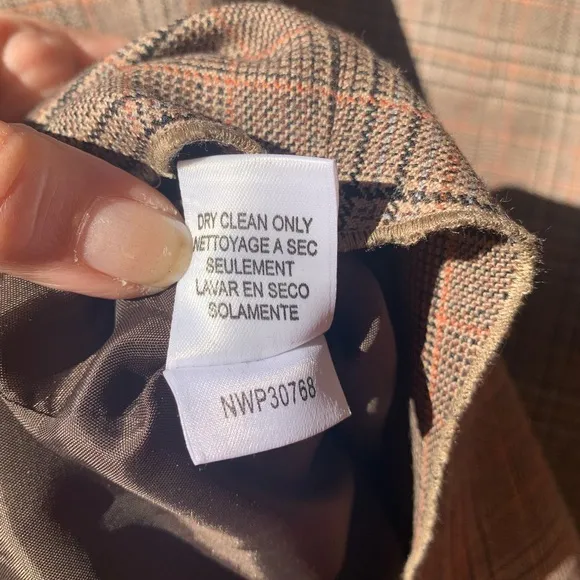 DRY CLEAN ONLY
NETTOYAGE A SEC
SEULEMENT
LAVAR EN SECO
SOLAMENTE
NWP30768